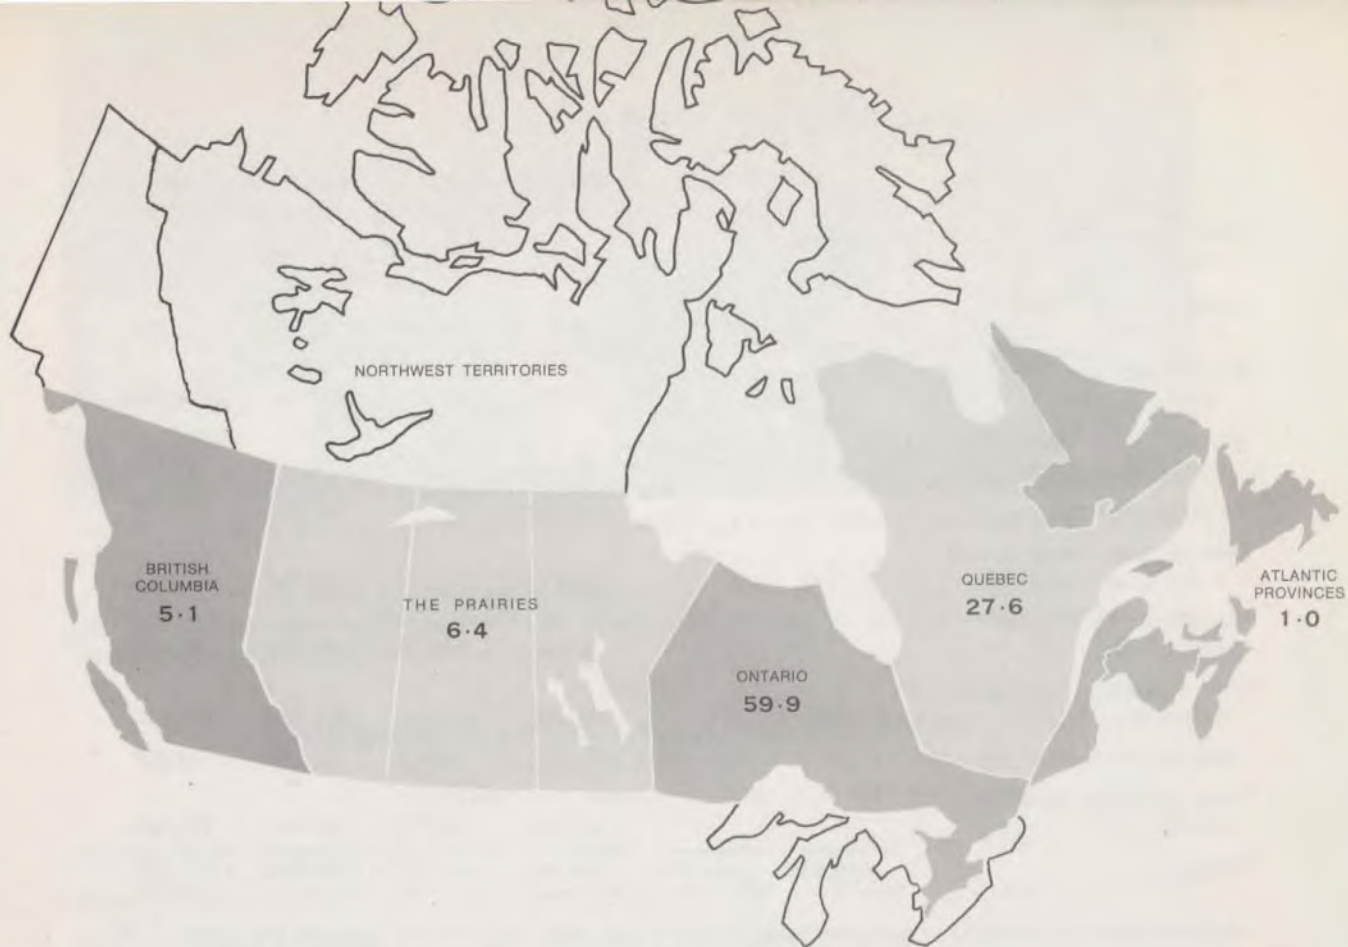 NORTHWEST TERRITORIES
BRITISH
COLUMBIA
5·1
THE PRAIRIES
6·4
ONTARIO
59·9
QUEBEC
27·6
ATLANTIC
PROVINCES
1·0